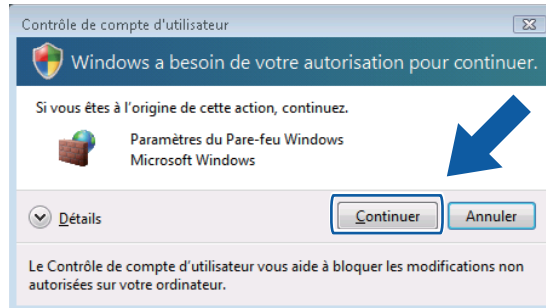 Contrôle de compte d'utilisateur
Windows a besoin de votre autorisation pour continuer.
Si vous êtes à l'origine de cette action, continuez.
Paramètres du Pare-feu Windows
Microsoft Windows
Détails
Continuer
Annuler
Le Contrôle de compte d'utilisateur vous aide à bloquer les modifications non
autorisées sur votre ordinateur.